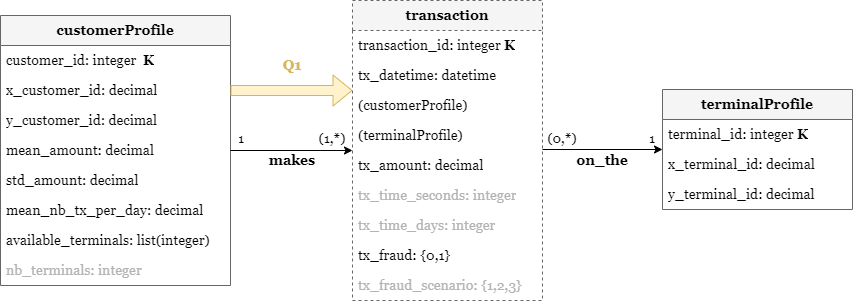 customerProfile
customer_id: integer K
x_customer_id: decimal
y_customer_id: decimal
mean_amount: decimal
std_amount: decimal
mean_nb_tx_per_day: decimal
available_terminals: list(integer)
nb_terminals: integer
Q1
1
(1,*)
makes
transaction
transaction_id: integer K
tx_datetime: datetime
(customerProfile)
(terminalProfile)
tx_amount: decimal
tx_time_seconds: integer
tx_time_days: integer
tx_fraud: {0,1}
tx_fraud_scenario: {1,2,3}
(0,*)
1
on_the
terminalProfile
terminal_id: integer K
x_terminal_id: decimal
y_terminal_id: decimal